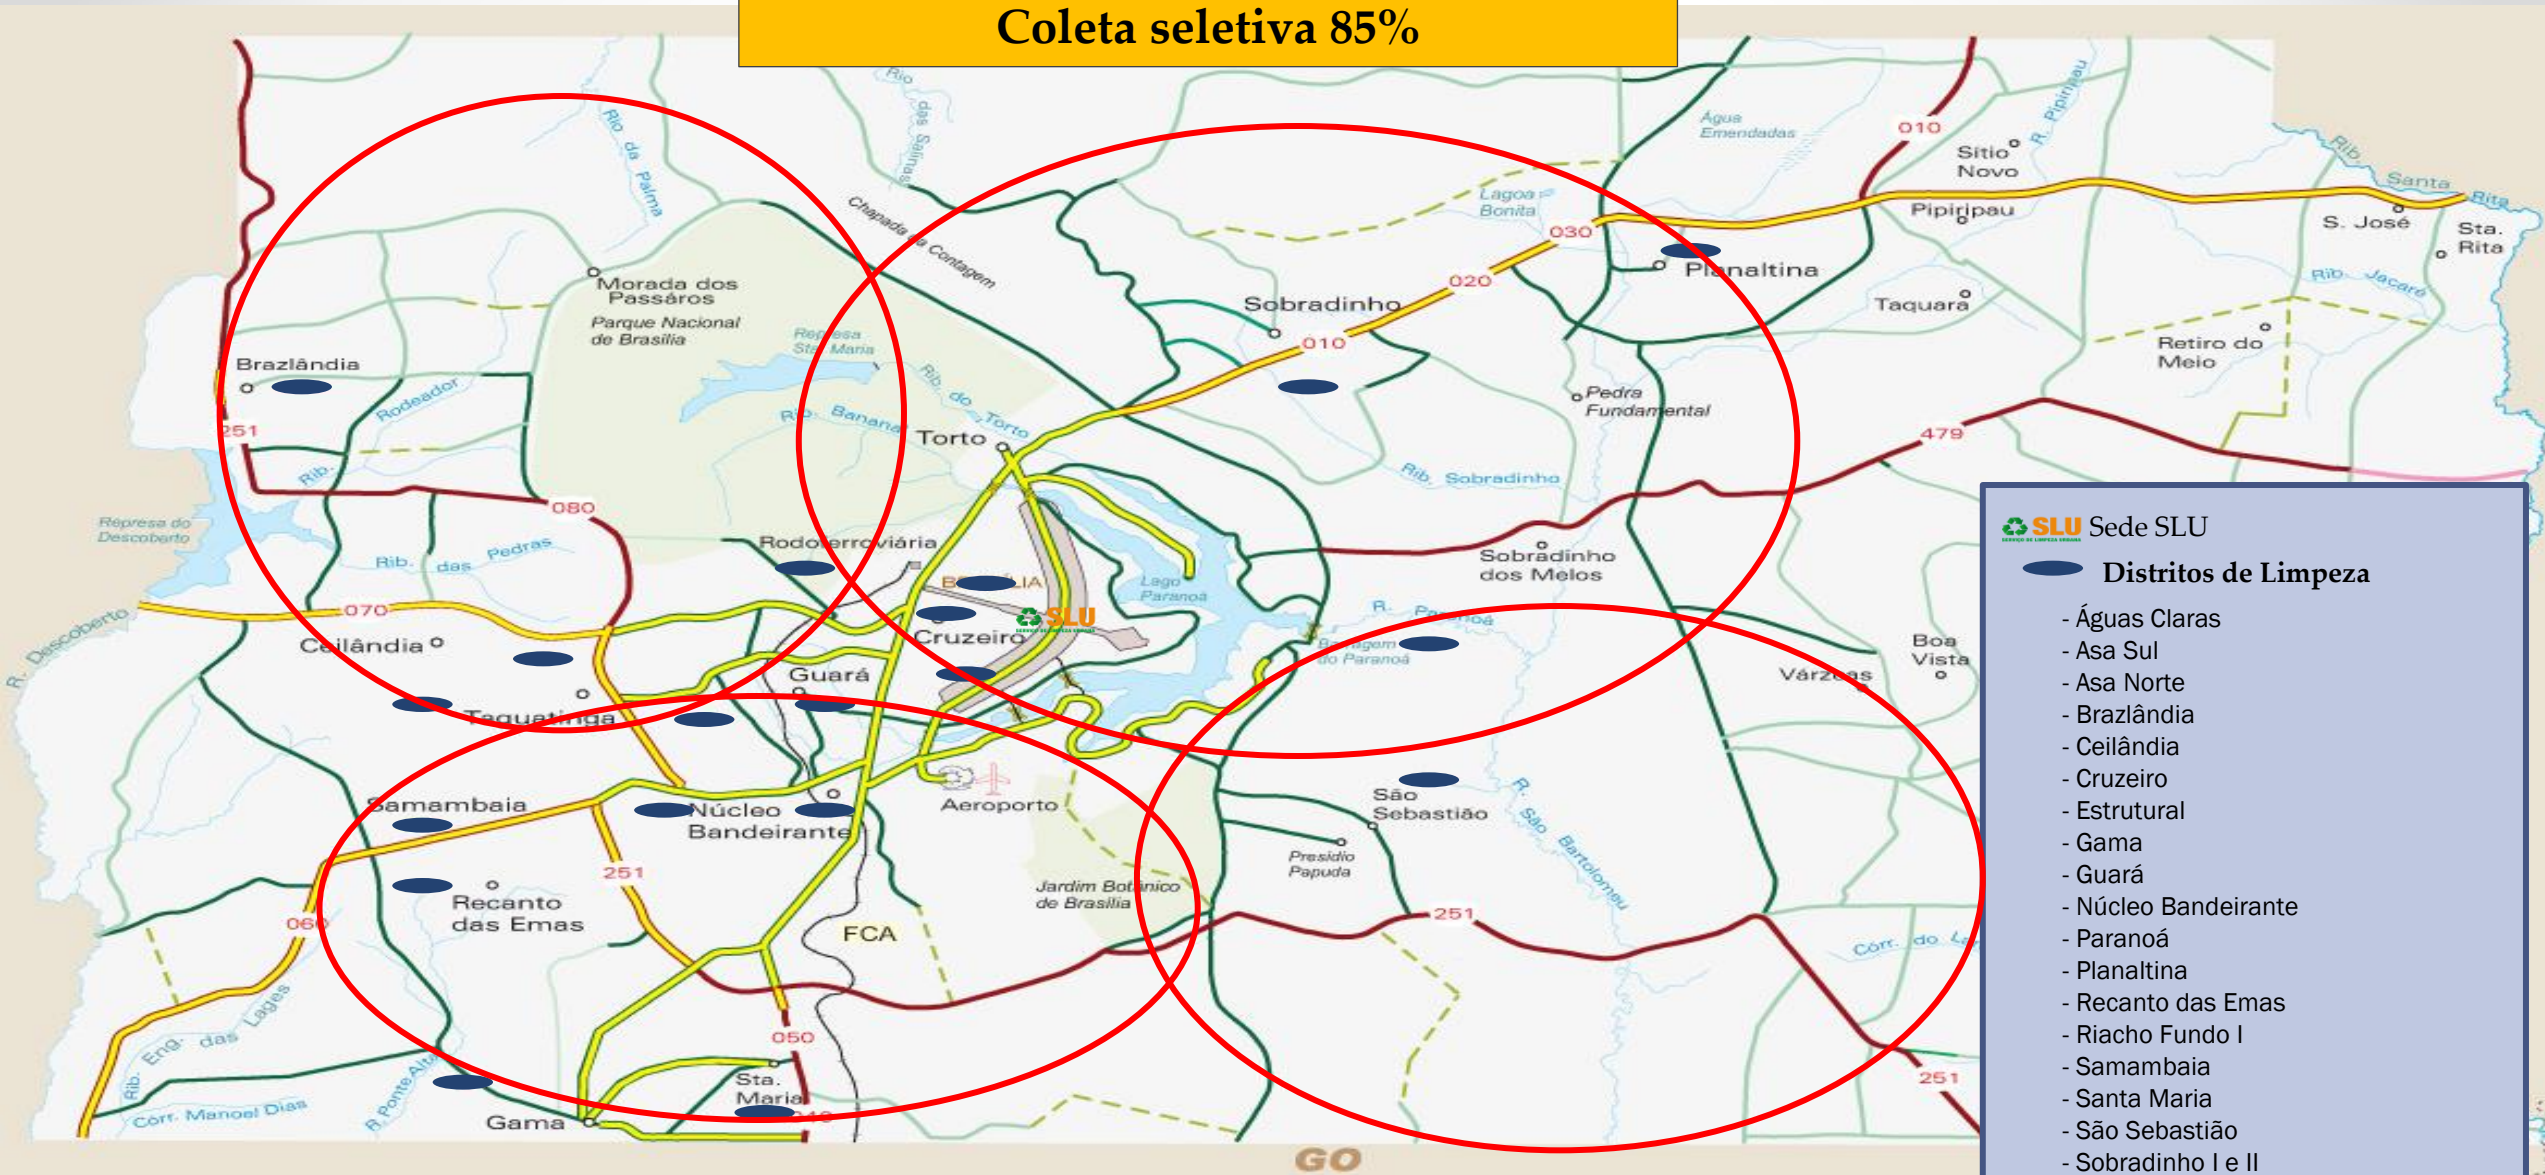 Coleta seletiva 85%
Rio das Salinas
Rio da Palma
Chapada da Contagem
Água
Emendadas
010
R. Pipiripau
Sítio
Novo
Rib. Santa Rita
Lagoa
Bonita
030
Pipiripau
S. José
Sta.
Rita
Planaltina
020
Rib. Jacaré
Morada dos
Passáros
Parque Nacional
de Brasília
Sobradinho
010
Taquara
Represa
Sta. Maria
Retiro do
Meio
Brazlândia
Rib. do Torto
Rib. Rodeador
Pedra
Fundamental
Rib. Bananal
251
Torto
479
Rib. Sobradinho
080
Represa do
Descoberto
Rib. das Pedras
Rodoferroviária
Sobradinho
dos Melos
Lago
Paranoá
070
R. Descoberto
SLU
Cruzeiro
R. Paranoá
Barragem
do Paranoá
Ceilândia
Boa
Vista
Guará
Várzeas
Taguatinga
Samambaia
Núcleo
Bandeirante
Aeroporto
São
Sebastião
R. São Bartolomeu
Presídio
Papuda
251
Jardim Botânico
de Brasília
Recanto
das Emas
060
FCA
251
Córr. do
Rib. Eng. das Lages
050
R. Ponte Alta
Sta.
Maria
251
Córr. Manoel Dias
Gama
GO
SLU Sede SLU
Distritos de Limpeza
- Águas Claras
- Asa Sul
- Asa Norte
- Brazlândia
- Ceilândia
- Cruzeiro
- Estrutural
- Gama
- Guará
- Núcleo Bandeirante
- Paranoá
- Planaltina
- Recanto das Emas
- Riacho Fundo I
- Samambaia
- Santa Maria
- São Sebastião
- Sobradinho I e II